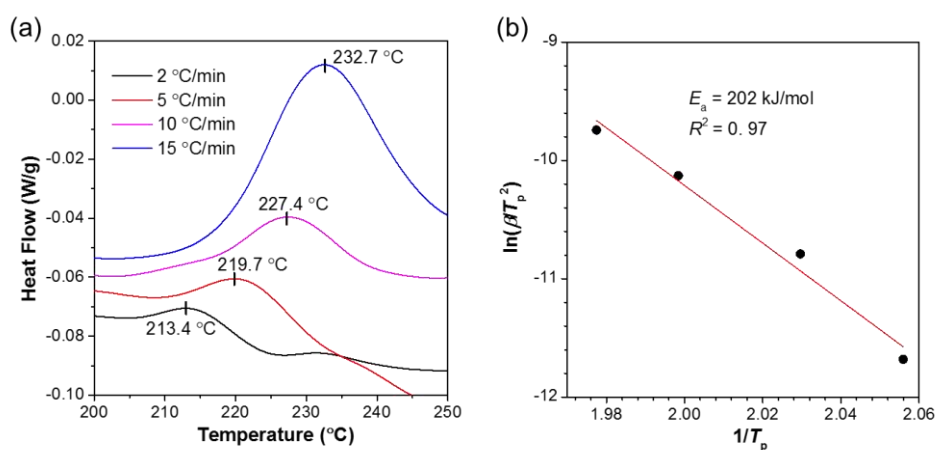 (a)
0.02
0.00
-0.02
-0.04
-0.06
-0.08
-0.10
Heat Flow (W/g)
2 °C/min
5 °C/min
10 °C/min
15 °C/min
232.7 °C
227.4 °C
219.7 °C
213.4 °C
200 210 220 230 240 250
Temperature (°C)
(b)
-9
-10
-11
-12
ln(β/Tp²)
Ea = 202 kJ/mol
R² = 0. 97
1.98 2.00 2.02 2.04 2.06
1/Tp